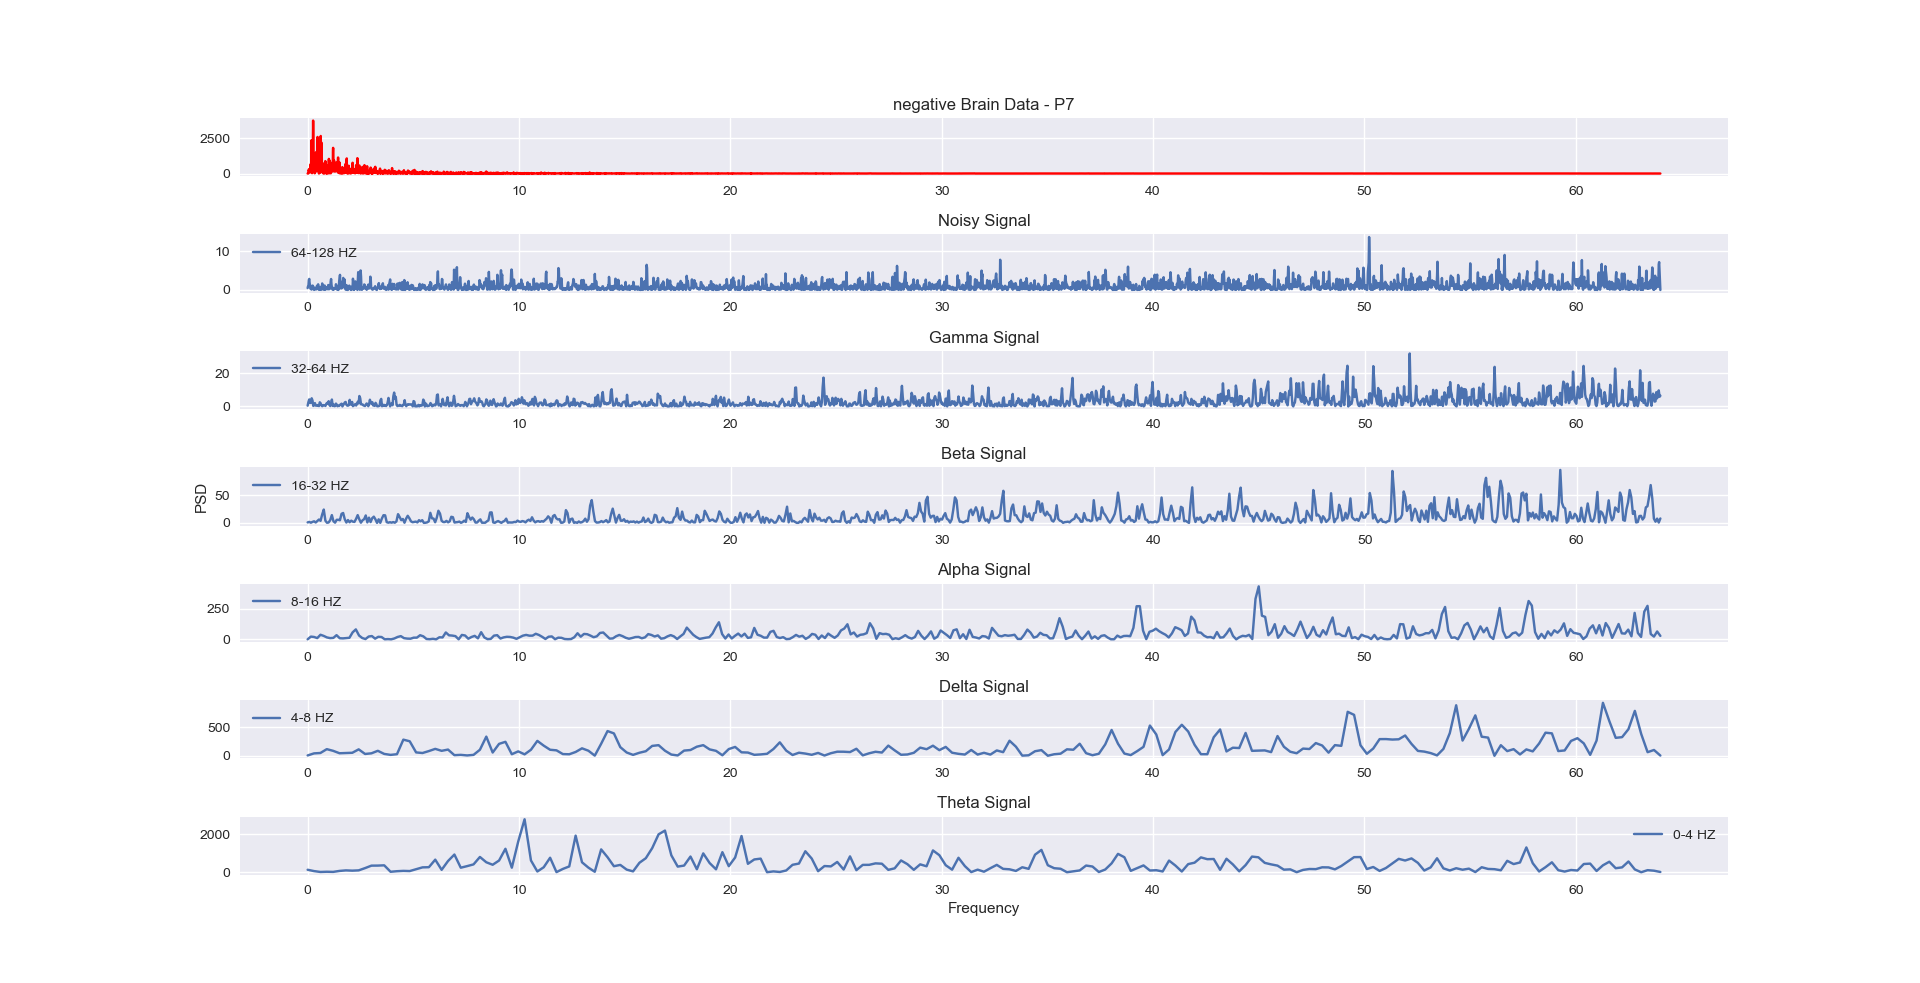 negative Brain Data - P7
2500
0
0 10 20 30 40 50 60
Noisy Signal
64-128 HZ
10
0
0 10 20 30 40 50 60
Gamma Signal
32-64 HZ
20
0
0 10 20 30 40 50 60
Beta Signal
16-32 HZ
PSD
50
0
0 10 20 30 40 50 60
Alpha Signal
8-16 HZ
250
0
0 10 20 30 40 50 60
Delta Signal
4-8 HZ
500
0
0 10 20 30 40 50 60
Theta Signal
0-4 HZ
2000
0
0 10 20 30 40 50 60
Frequency